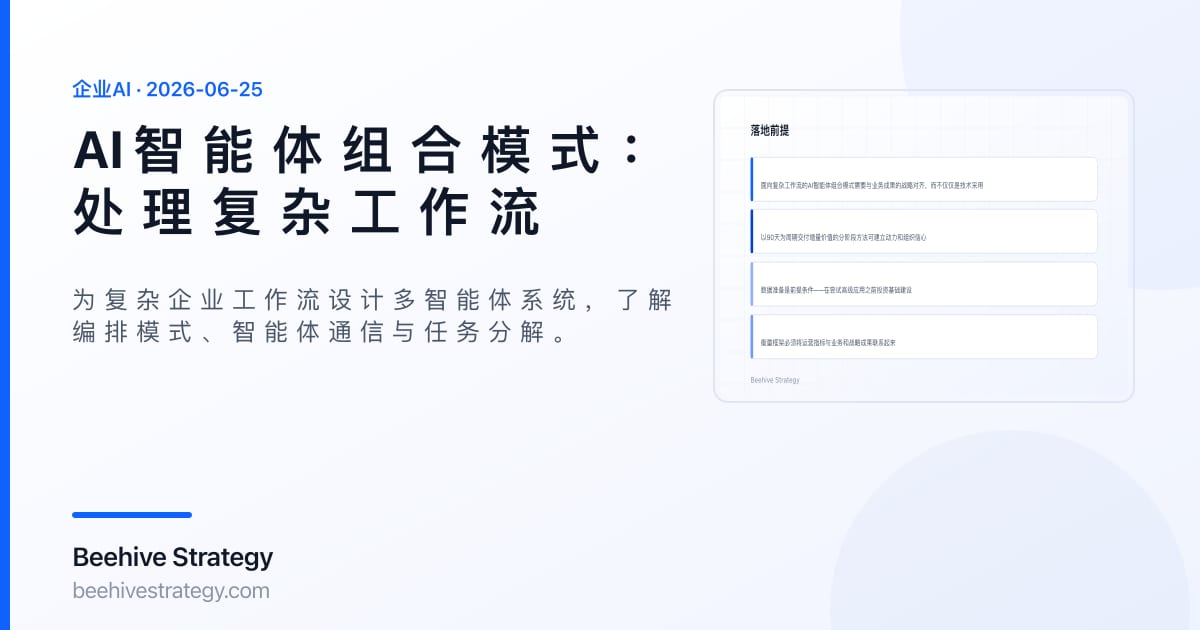 企业AI · 2026-06-25
AI智能体组合模式：
处理复杂工作流
为复杂企业工作流设计多智能体系统，了解
编排模式、智能体通信与任务分解。
落地前提
面向复杂工作流的AI智能体组合模式需要与业务成果的战略对齐，而不仅仅是技术采用
以90天为周期交付增量价值的分阶段方法可建立动力和组织信心
数据准备是前提条件——在尝试高级应用之前投资基础建设
衡量框架必须将运营指标与业务和战略成果联系起来
Beehive Strategy
Beehive Strategy
beehivestrategy.com